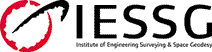 IESSG
Institute of Engineering Surveying & Space Geodesy